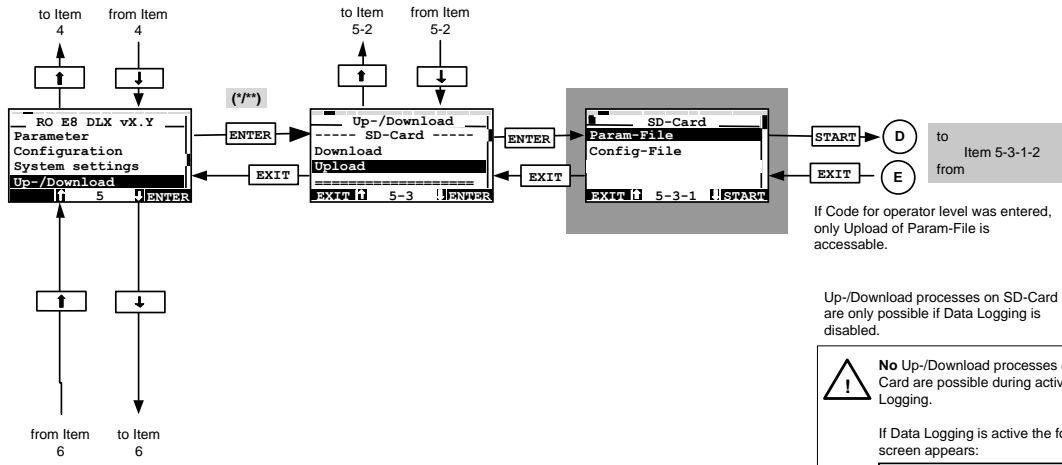 to Item
4
from Item
4
to Item
5-2
from Item
5-2
(*/**)
RO E8 DLX vX.Y
Parameter
Configuration
System settings
Up-/Download
5
ENTER
ENTER
EXIT
Up-/Download
----- SD-Card -----
Download
Upload
===================
EXIT
5-3
ENTER
ENTER
EXIT
SD-Card
Param-File
Config-File
EXIT
5-3-1
START
START
D
EXIT
E
to
Item 5-3-1-2
from
If Code for operator level was entered,
only Upload of Param-File is
accessable.
Up-/Download processes on SD-Card
are only possible if Data Logging is
disabled.
!
No Up-/Download processes
Card are possible during
Logging.
If Data Logging is active the
screen appears:
from Item
6
to Item
6